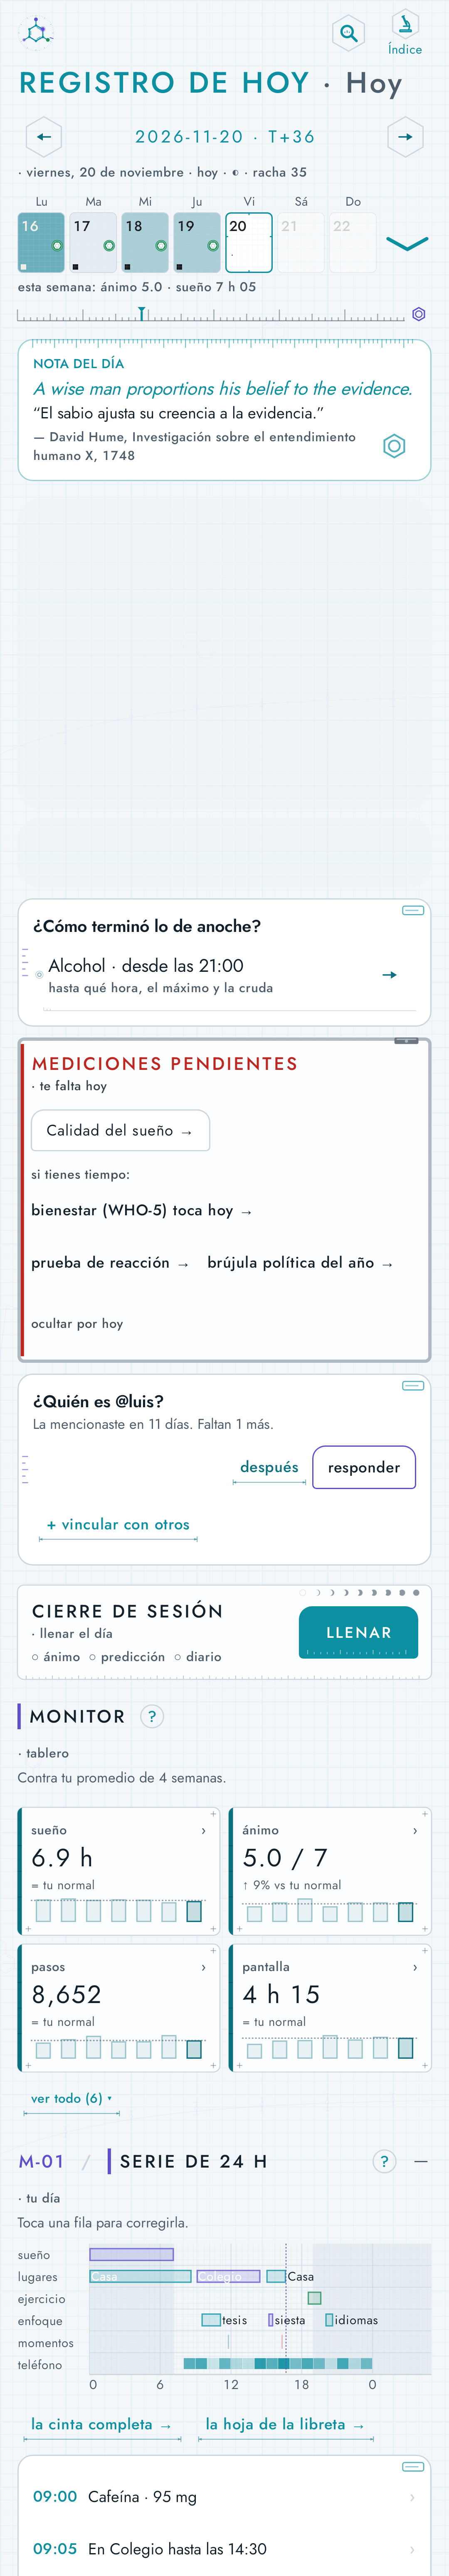 Índice
REGISTRO DE HOY · Hoy
2026-11-20 · T+36
· viernes, 20 de noviembre · hoy · · racha 35
Lu Ma Mi Ju Vi Sá Do
16 17 18 19 20 21 22
esta semana: ánimo 5.0 · sueño 7 h 05
NOTA DEL DÍA
A wise man proportions his belief to the evidence.
“El sabio ajusta su creencia a la evidencia.”
— David Hume, Investigación sobre el entendimiento
humano X, 1748
¿Cómo terminó lo de anoche?
Alcohol · desde las 21:00
hasta qué hora, el máximo y la cruda
MEDICIONES PENDIENTES
· te falta hoy
Calidad del sueño →
si tienes tiempo:
bienestar (WHO-5) toca hoy →
prueba de reacción → brújula política del año →
ocultar por hoy
¿Quién es @luis?
La mencionaste en 11 días. Faltan 1 más.
después responder
+ vincular con otros
CIERRE DE SESIÓN
· llenar el día
○ ánimo ○ predicción ○ diario
LLENAR
MONITOR ?
· tablero
Contra tu promedio de 4 semanas.
sueño ›
6.9 h
= tu normal
ánimo ›
5.0 / 7
↑ 9% vs tu normal
pasos ›
8,652
= tu normal
pantalla ›
4 h 15
= tu normal
ver todo (6) ▾
M-01 / SERIE DE 24 H ? —
· tu día
Toca una fila para corregirla.
sueño
lugares Casa Colegio Casa
ejercicio
enfoque tesis siesta idiomas
momentos
teléfono
0 6 12 18 0
la cinta completa → la hoja de la libreta →
09:00 Cafeína · 95 mg ›
09:05 En Colegio hasta las 14:30 ›